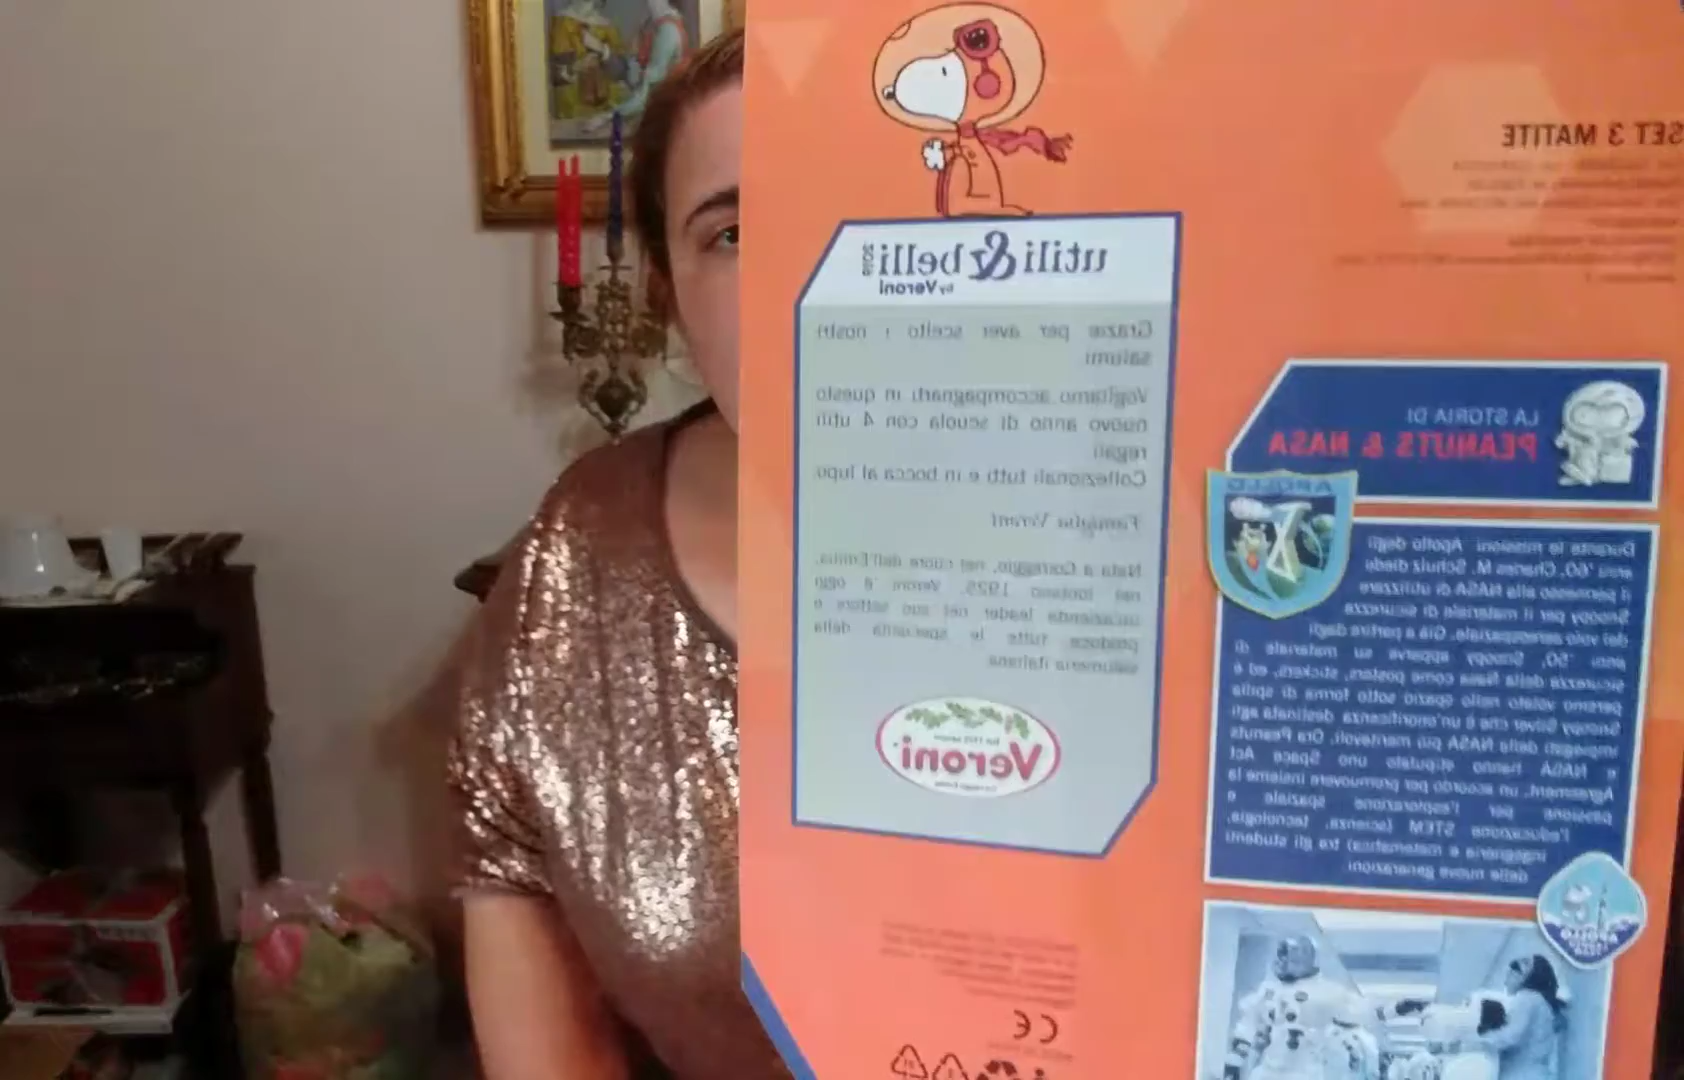 utili & belli
by Veroni
Grazie per aver scelto i nostri
salumi
Vogliamo accompagnarti in questo
nuovo anno di scuola con 4 utili
regali
Collezionali tutti e in bocca al lupo
Famiglia Veroni
Nata a Correggio, nel cuore dell'Emilia,
nel lontano 1925, Veroni è oggi
un'azienda leader nel suo settore e
produce tutte le specialità della
salumeria italiana
Veroni
CE
SET 3 MATITE
LA STORIA DI
PEANUTS & NASA
APOLLO
Durante le missioni Apollo degli
anni '60, Charles M. Schulz diede
il permesso alla NASA di utilizzare
Snoopy per il materiale di sicurezza
del volo aerospaziale. Già a partire dagli
anni '50, Snoopy apparve su materiale di
sicurezza della Nasa come posters, stickers, ed è
persino volato nello spazio sotto forma di spilla
Snoopy Silver che è un'onorificenza destinata agli
impiegati della NASA più meritevoli. Ora Peanuts
e NASA hanno stipulato uno Space Act
Agreement, un accordo per promuovere insieme la
passione per l'esplorazione spaziale e
l'educazione STEM (scienza, tecnologia,
ingegneria e matematica) tra gli studenti
delle nuove generazioni
APOLLO